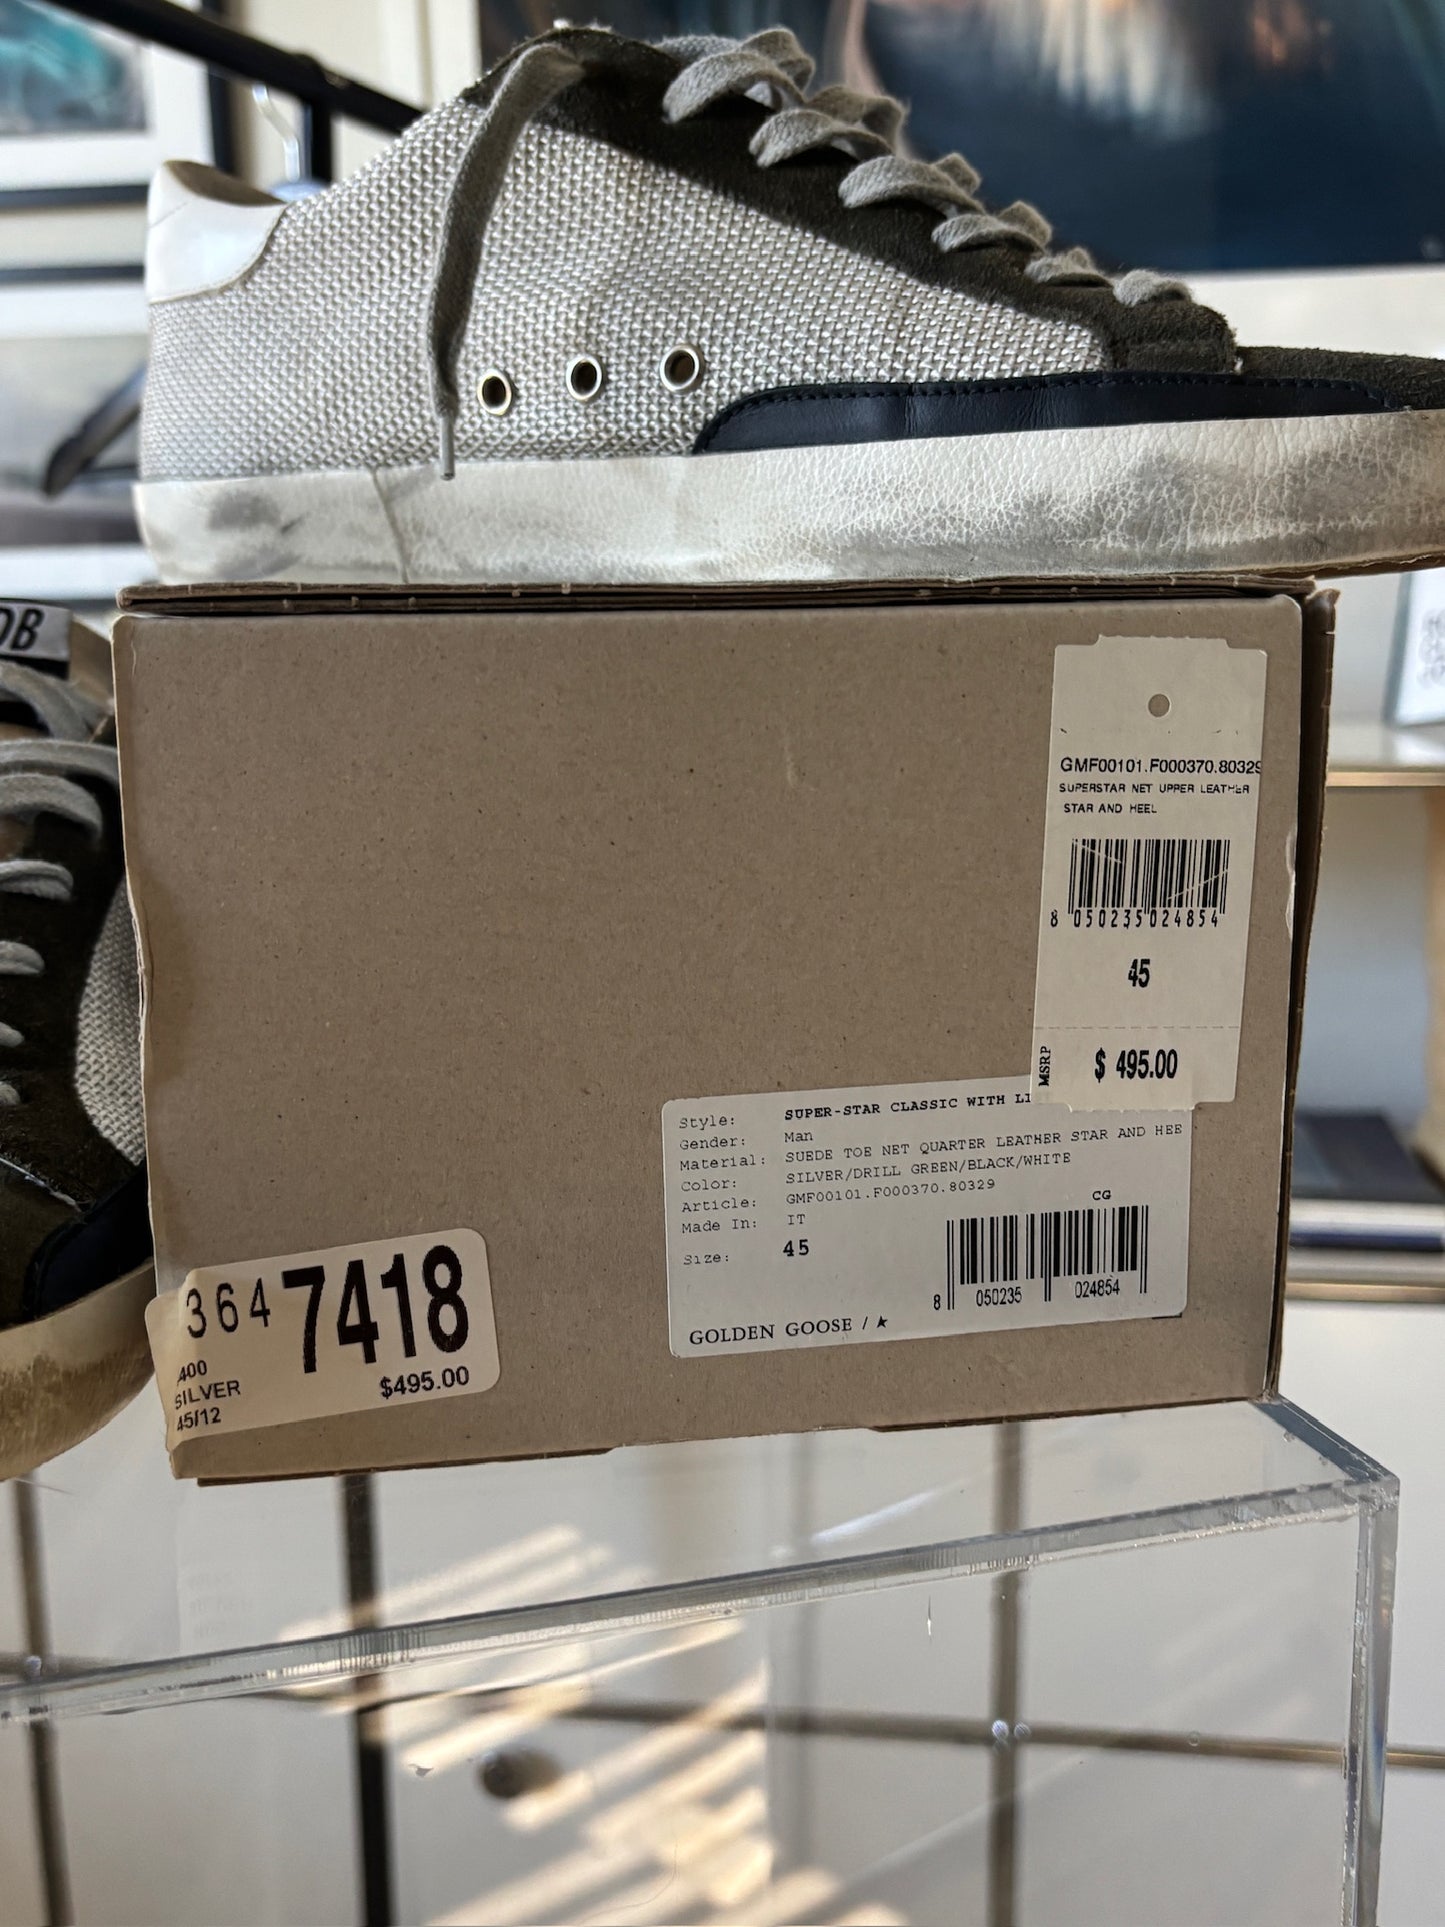 GMF00101.F000370.80329
SUPERSTAR NET UPPER LEATHER
STAR AND HEEL
8 050235 024854
45
MSRP $ 495.00
Style: SUPER-STAR CLASSIC WITH
Gender: Man
Material: SUEDE TOE NET QUARTER LEATHER STAR AND HEE
Color: SILVER/DRILL GREEN/BLACK/WHITE
Article: GMF00101.F000370.80329
Made In: IT
CG
Size: 45
8 050235 024854
GOLDEN GOOSE / ★
364 7418
400
SILVER
45/12
$495.00